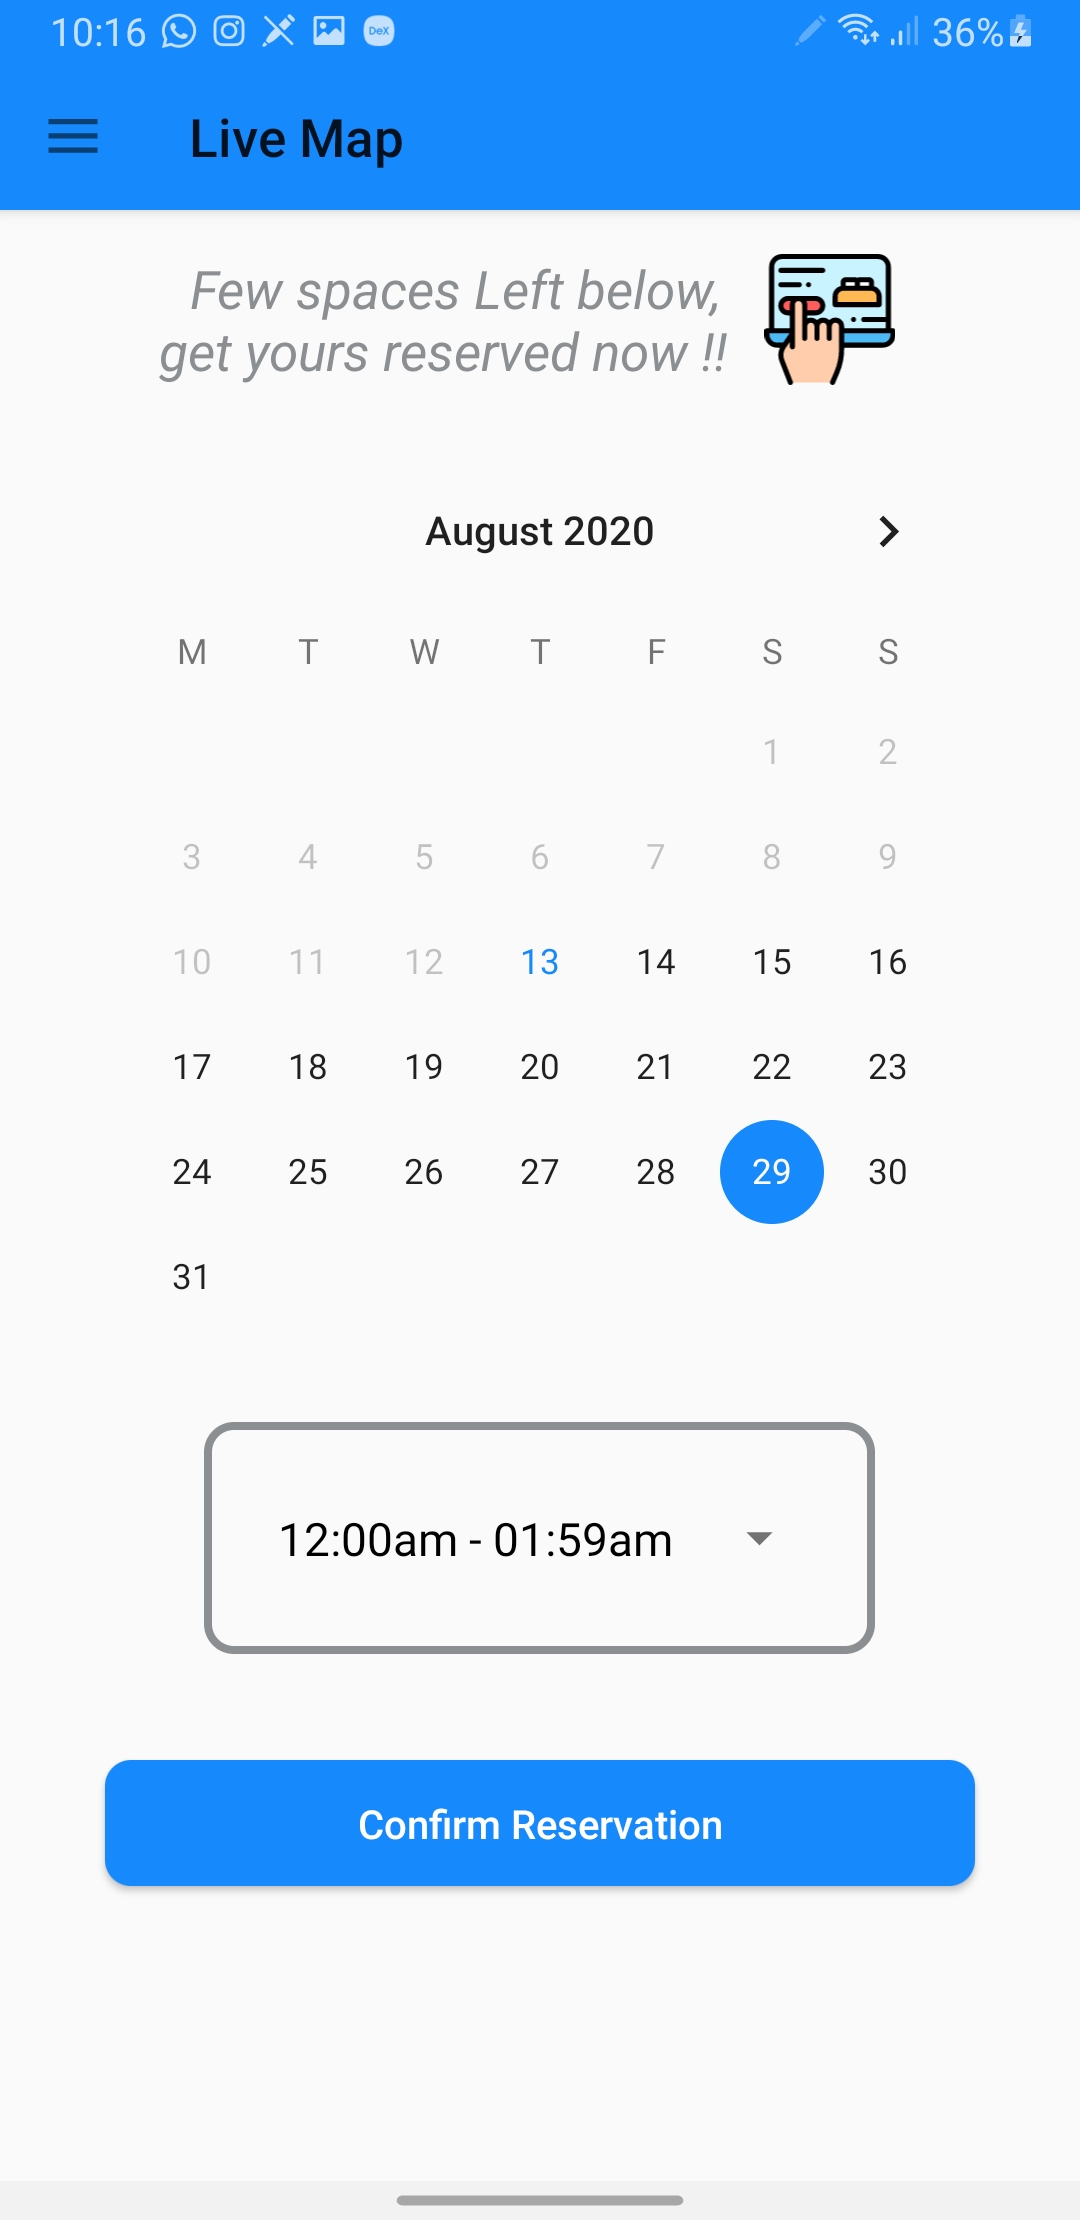 10:16 DeX 36%
Live Map
Few spaces Left below,
get yours reserved now !!
August 2020
M T W T F S S
1 2
3 4 5 6 7 8 9
10 11 12 13 14 15 16
17 18 19 20 21 22 23
24 25 26 27 28 29 30
31
12:00am - 01:59am
Confirm Reservation